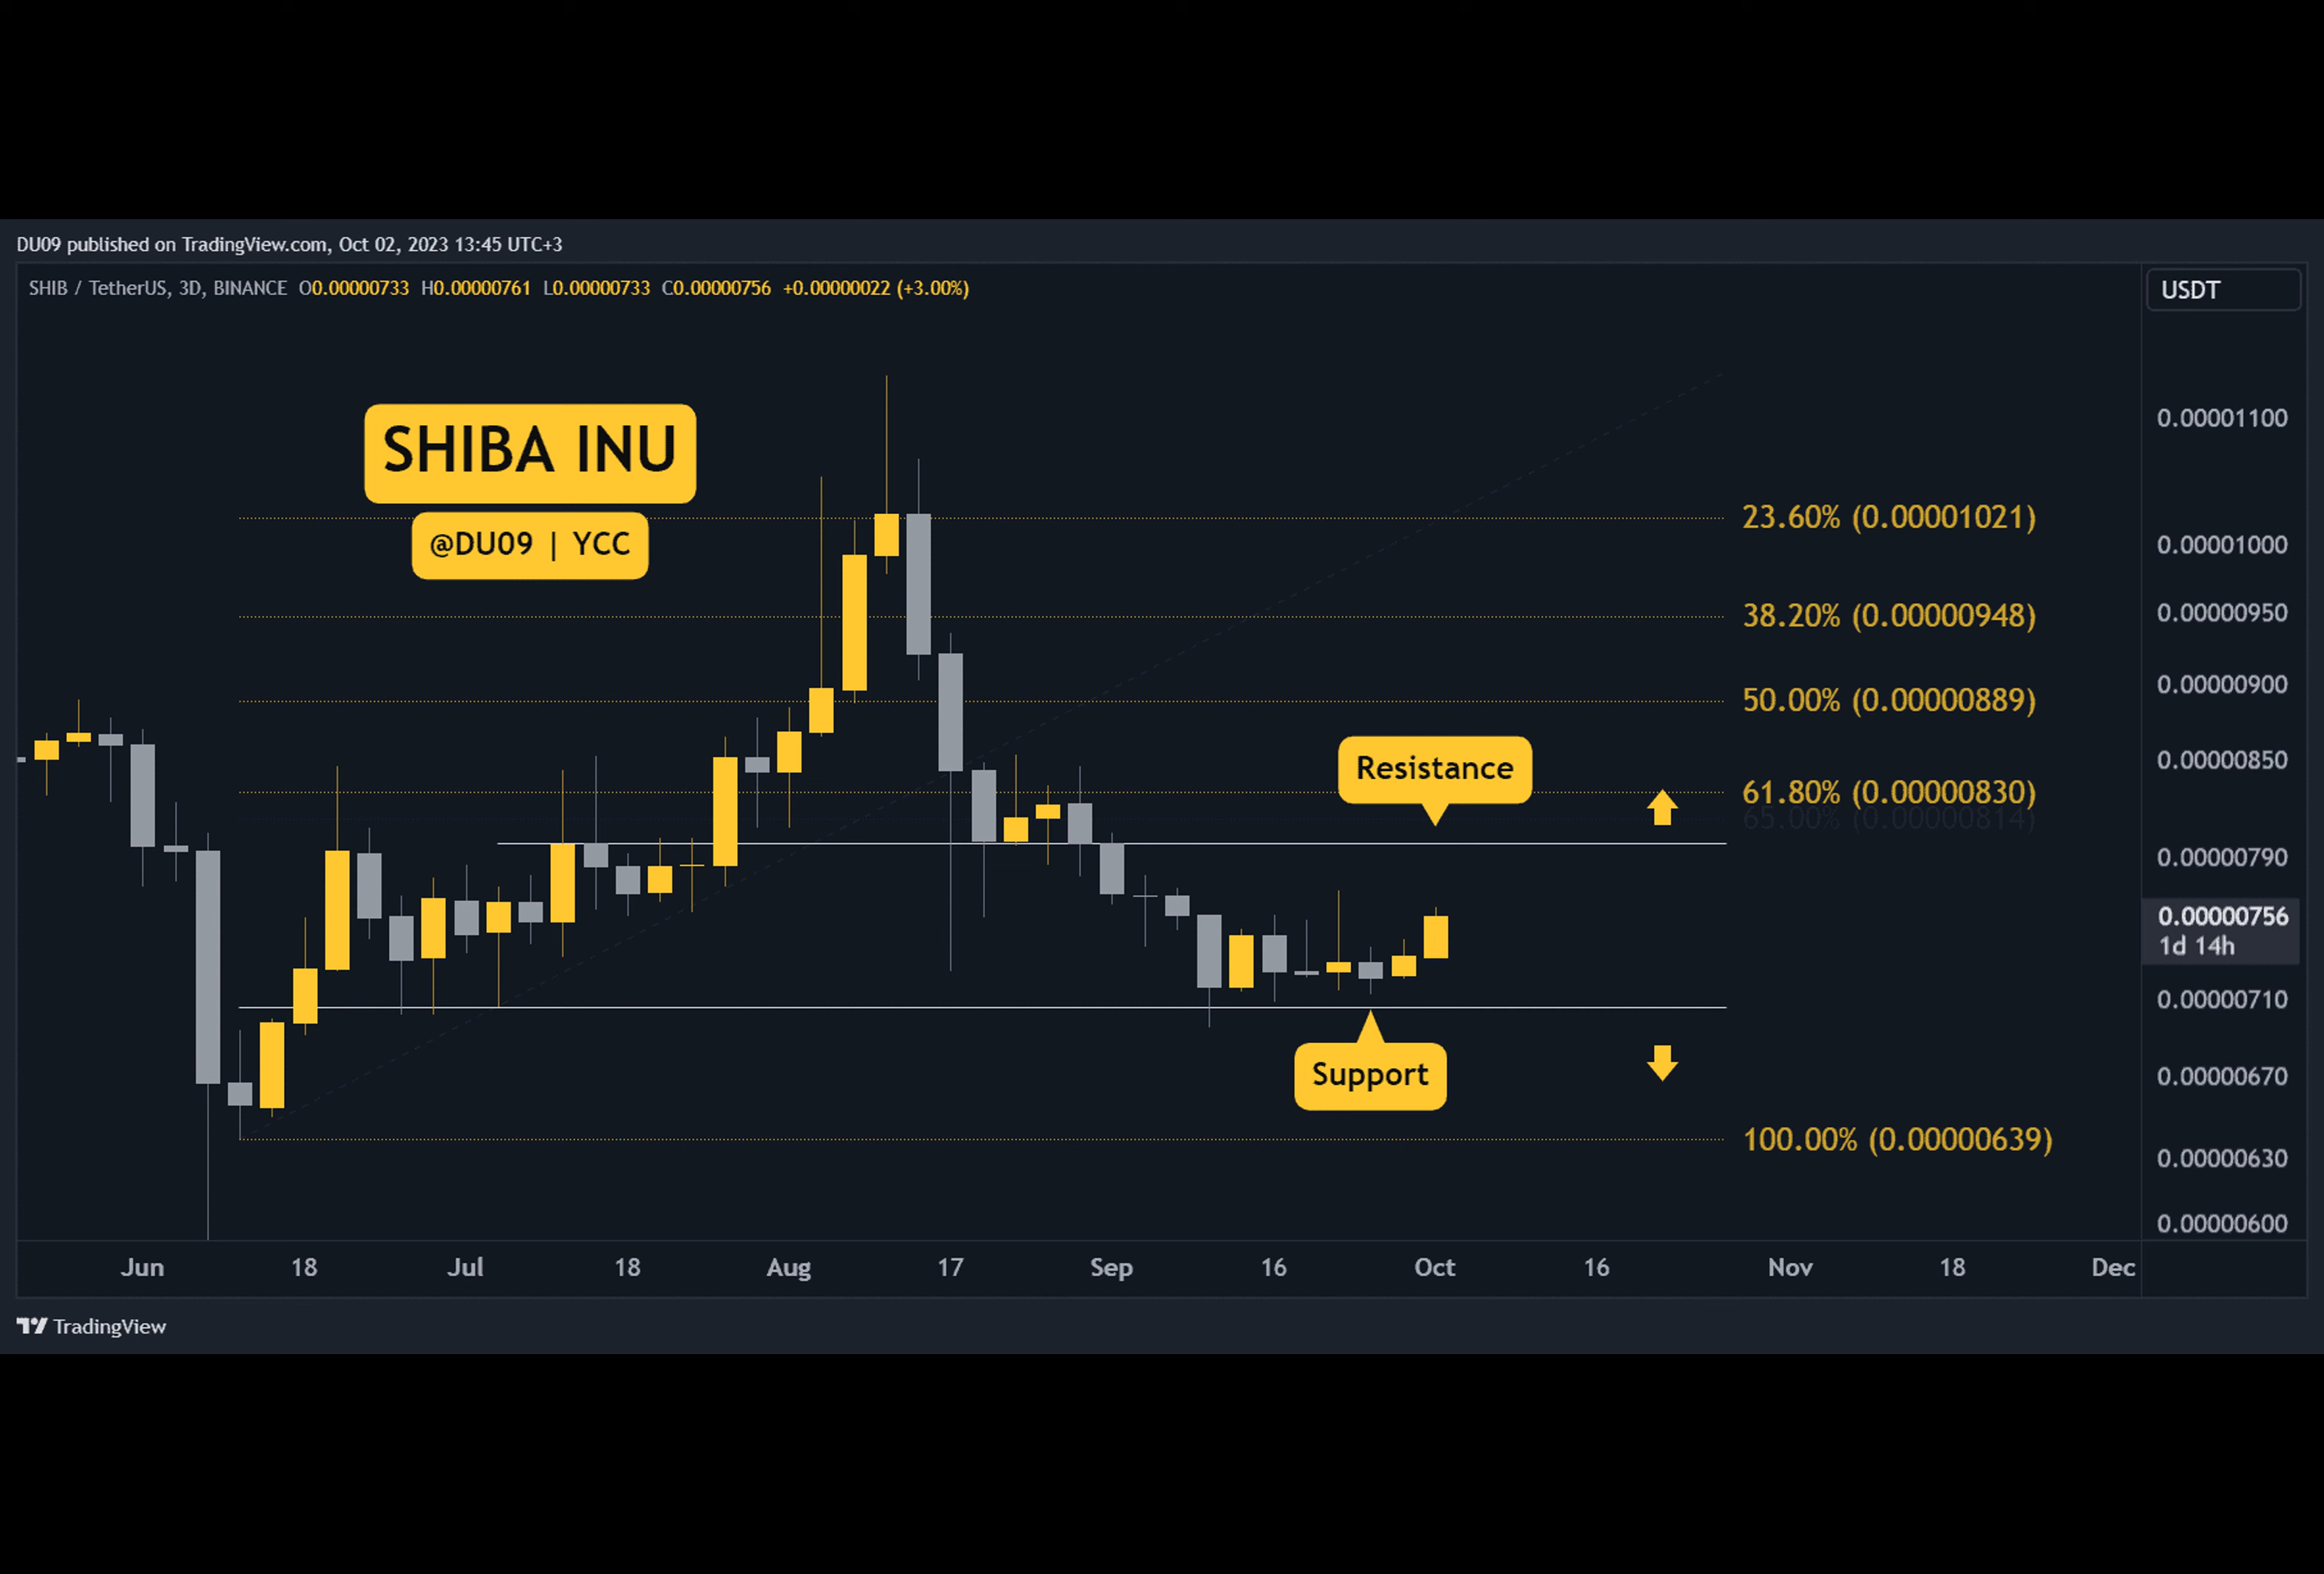 DU09 published on TradingView.com, Oct 02, 2023 13:45 UTC+3
SHIB / TetherUS, 3D, BINANCE O0.00000733 H0.00000761 L0.00000733 C0.00000756 +0.00000022 (+3.00%)
USDT
SHIBA INU
@DU09 | YCC
0.00001100
23.60% (0.00001021)
0.00001000
38.20% (0.00000948)
0.00000950
50.00% (0.00000889)
0.00000900
Resistance
0.00000850
61.80% (0.00000830)
65.00% (0.00000814)
0.00000790
0.00000756
1d 14h
0.00000710
Support
0.00000670
100.00% (0.00000639)
0.00000630
0.00000600
Jun 18 Jul 18 Aug 17 Sep 16 Oct 16 Nov 18 Dec
TradingView